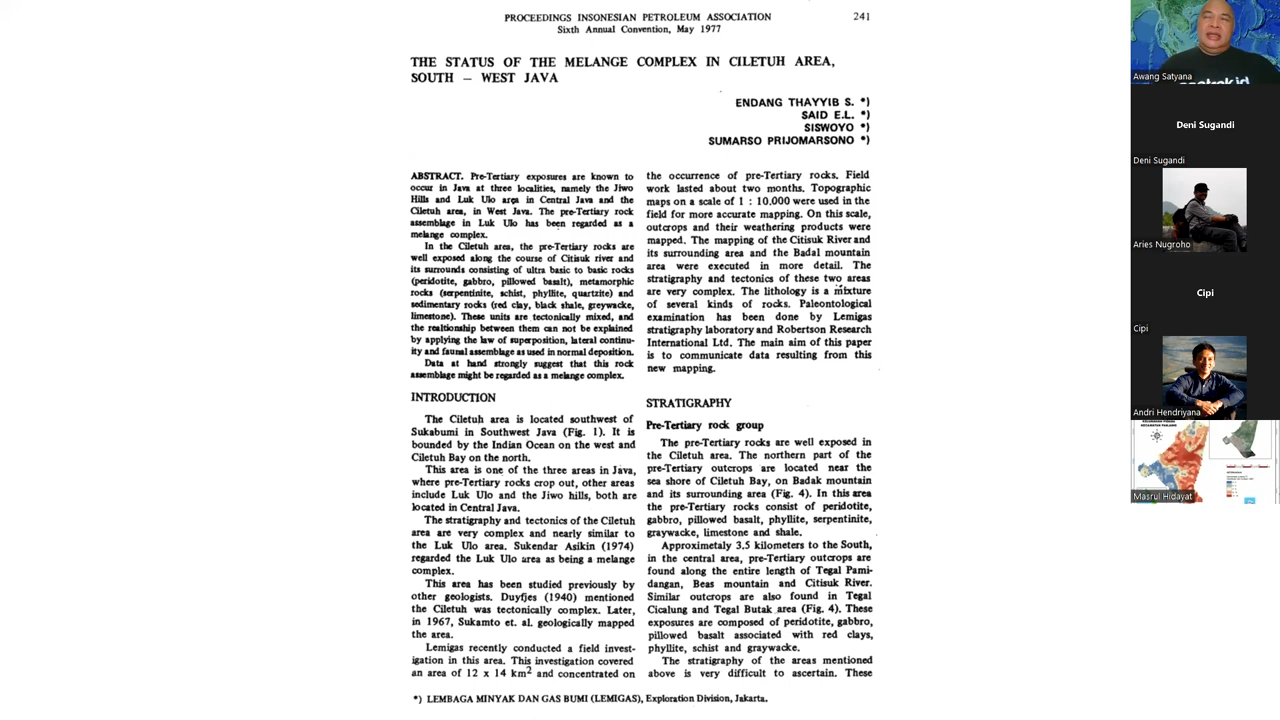 PROCEEDINGS INSONESIAN PETROLEUM ASSOCIATION
Sixth Annual Convention, May 1977
241
THE STATUS OF THE MELANGE COMPLEX IN CILETUH AREA,
SOUTH – WEST JAVA
ENDANG THAYYIB S. *)
SAID E.L. *)
SISWOYO *)
SUMARSO PRIJOMARSONO *)
ABSTRACT. Pre-Tertiary exposures are known to
occur in Java at three localities, namely the Jiwo
Hills and Luk Ulo area in Central Java and the
Ciletuh area, in West Java. The pre-Tertiary rock
assemblage in Luk Ulo has been regarded as a
melange complex.
In the Ciletuh area, the pre-Tertiary rocks are
well exposed along the course of Citisuk river and
its surrounds consisting of ultra basic to basic rocks
(peridotite, gabbro, pillowed basalt), metamorphic
rocks (serpentinite, schist, phyllite, quartzite) and
sedimentary rocks (red clay, black shale, greywacke,
limestone). These units are tectonically mixed, and
the realtionship between them can not be explained
by applying the law of superposition, lateral continu-
ity and faunal assemblage as used in normal deposition.
Data at hand strongly suggest that this rock
assemblage might be regarded as a melange complex.
INTRODUCTION
The Ciletuh area is located southwest of
Sukabumi in Southwest Java (Fig. 1). It is
bounded by the Indian Ocean on the west and
Ciletuh Bay on the north.
This area is one of the three areas in Java,
where pre-Tertiary rocks crop out, other areas
include Luk Ulo and the Jiwo hills, both are
located in Central Java.
The stratigraphy and tectonics of the Ciletuh
area are very complex and nearly similar to
the Luk Ulo area. Sukendar Asikin (1974)
regarded the Luk Ulo area as being a melange
complex.
This area has been studied previously by
other geologists. Duyfjes (1940) mentioned
the Ciletuh was tectonically complex. Later,
in 1967, Sukamto et. al. geologically mapped
the area.
Lemigas recently conducted a field invest-
igation in this area. This investigation covered
an area of 12 x 14 km2 and concentrated on
the occurrence of pre-Tertiary rocks. Field
work lasted about two months. Topographic
maps on a scale of 1 : 10.000 were used in the
field for more accurate mapping. On this scale,
outcrops and their weathering products were
mapped. The mapping of the Citisuk River and
its surrounding area and the Badal mountain
area were executed in more detail. The
stratigraphy and tectonics of these two areas
are very complex. The lithology is a mixture
of several kinds of rocks. Paleontological
examination has been done by Lemigas
stratigraphy laboratory and Robertson Research
International Ltd. The main aim of this paper
is to communicate data resulting from this
new mapping.
STRATIGRAPHY
Pre-Tertiary rock group
The pre-Tertiary rocks are well exposed in
the Ciletuh area. The northern part of the
pre-Tertiary outcrops are located near the
sea shore of Ciletuh Bay, on Badak mountain
and its surrounding area (Fig. 4). In this area
the pre-Tertiary rocks consist of peridotite,
gabbro, pillowed basalt, phyllite, serpentinite,
graywacke, limestone and shale.
Approximetaly 3,5 kilometers to the South,
in the central area, pre-Tertiary outcrops are
found along the entire length of Tegal Pami-
dangan, Beas mountain and Citisuk River.
Similar outcrops are also found in Tegal
Cicalung and Tegal Butak area (Fig. 4). These
exposures are composed of peridotite, gabbro,
pillowed basalt associated with red clays,
phyllite, schist and graywacke.
The stratigraphy of the areas mentioned
above is very difficult to ascertain. These
*) LEMBAGA MINYAK DAN GAS BUMI (LEMIGAS), Exploration Division, Jakarta.
Awang Satyana
Deni Sugandi
Deni Sugandi
Aries Nugroho
Cipi
Cipi
Andri Hendriyana
Masrul Hidayat